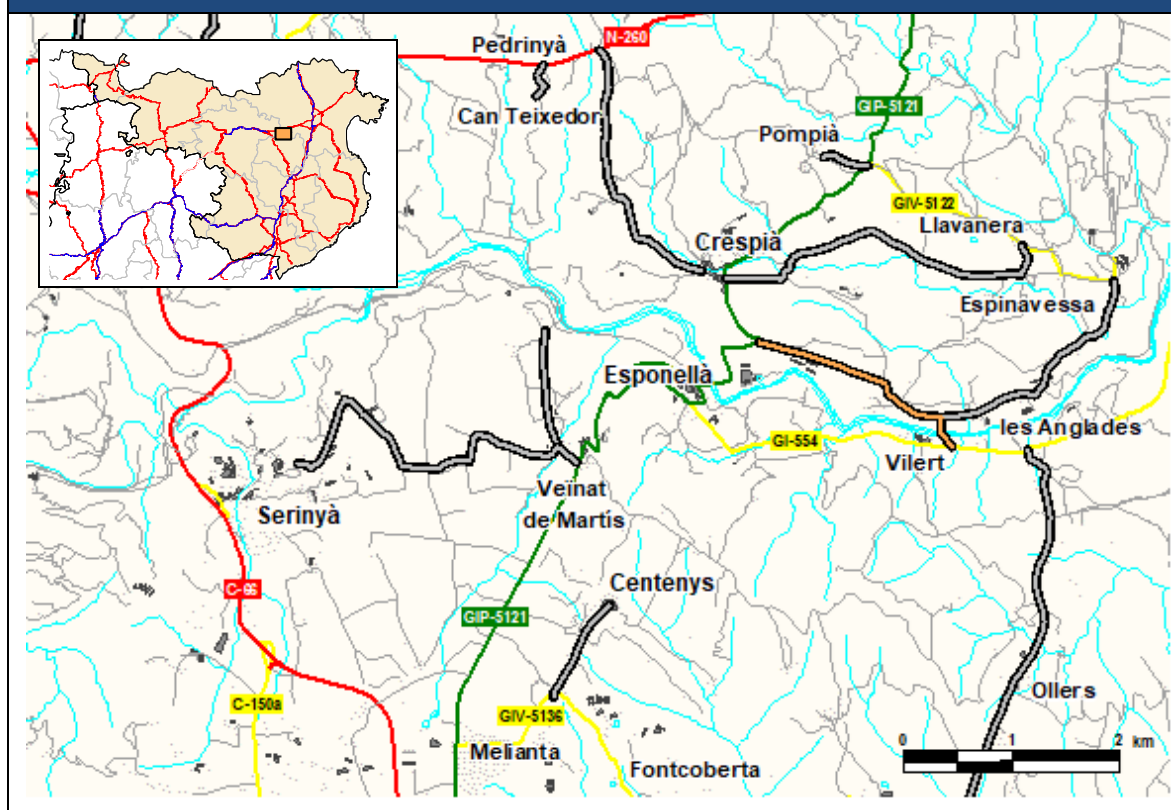 N-260
Pedrinyà
Can Teixedor
GIP-5121
Pompià
GIV-5122
Llavanera
Crespià
Espinavessa
Esponellà
les Anglades
GI-554
Vilert
Serinyà
Veïnat
de Martís
Centenys
C-66
GIP-5121
Ollers
C-150a
GIV-5136
Melianta
Fontcoberta
0 1 2 km